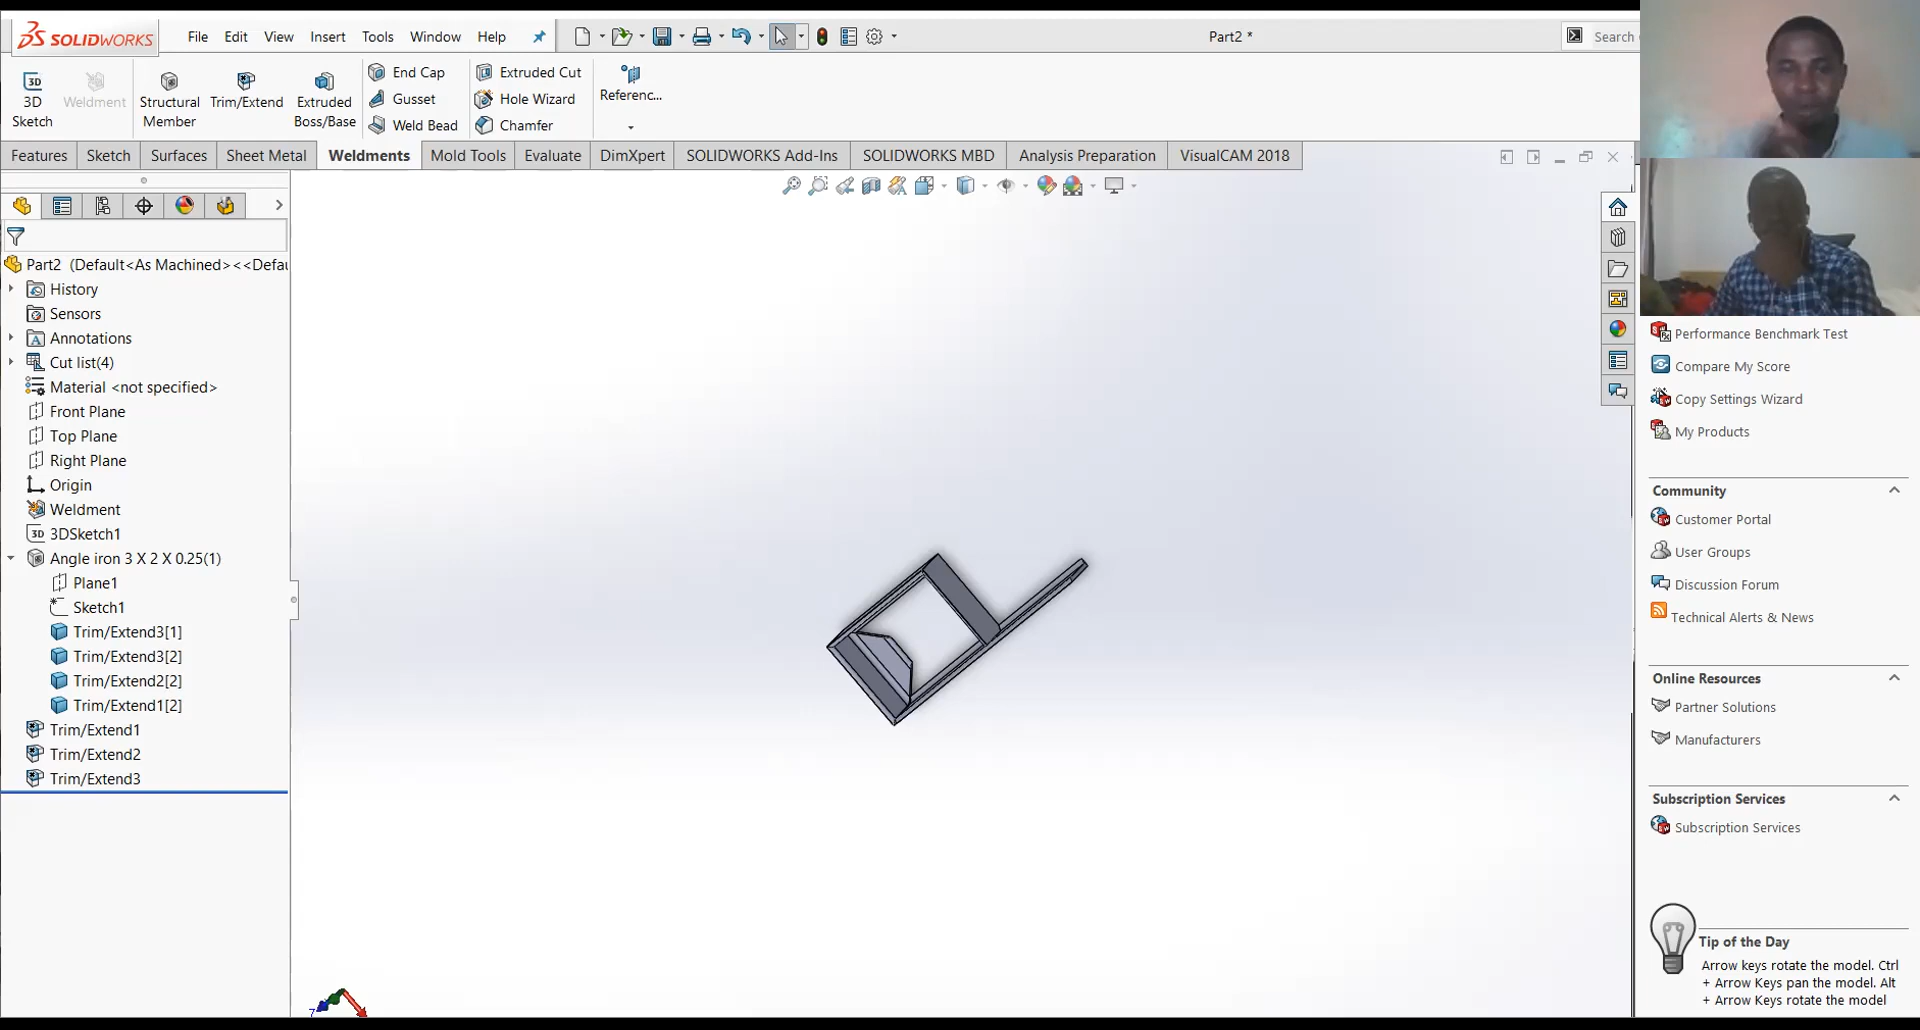 SOLIDWORKS File Edit View Insert Tools Window Help Part2 * Search
3D Sketch
Weldment
Structural Member
Trim/Extend
Extruded Boss/Base
End Cap
Gusset
Weld Bead
Extruded Cut
Hole Wizard
Chamfer
Referenc...
Features Sketch Surfaces Sheet Metal Weldments Mold Tools Evaluate DimXpert SOLIDWORKS Add-Ins SOLIDWORKS MBD Analysis Preparation VisualCAM 2018
Part2 (Default<As Machined><<Defau
History
Sensors
Annotations
Cut list(4)
Material <not specified>
Front Plane
Top Plane
Right Plane
Origin
Weldment
3D 3DSketch1
Angle iron 3 X 2 X 0.25(1)
Plane1
Sketch1
Trim/Extend3[1]
Trim/Extend3[2]
Trim/Extend2[2]
Trim/Extend1[2]
Trim/Extend1
Trim/Extend2
Trim/Extend3
Performance Benchmark Test
Compare My Score
Copy Settings Wizard
My Products
Community
Customer Portal
User Groups
Discussion Forum
Technical Alerts & News
Online Resources
Partner Solutions
Manufacturers
Subscription Services
Subscription Services
Tip of the Day
Arrow keys rotate the model. Ctrl
+ Arrow Keys pan the model. Alt
+ Arrow Keys rotate the model